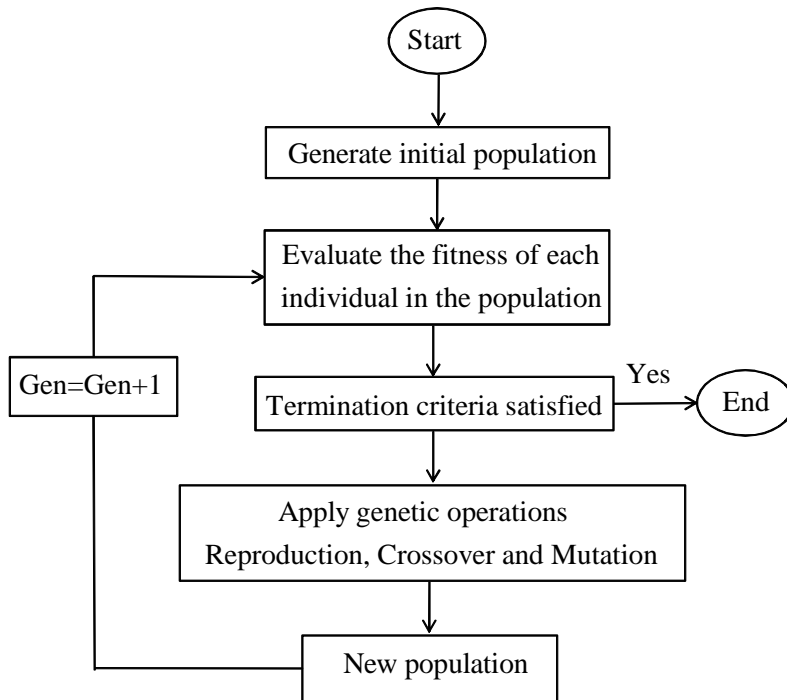 Start
Generate initial population
Evaluate the fitness of each
individual in the population
Gen=Gen+1
Yes
Termination criteria satisfied
End
Apply genetic operations
Reproduction, Crossover and Mutation
New population